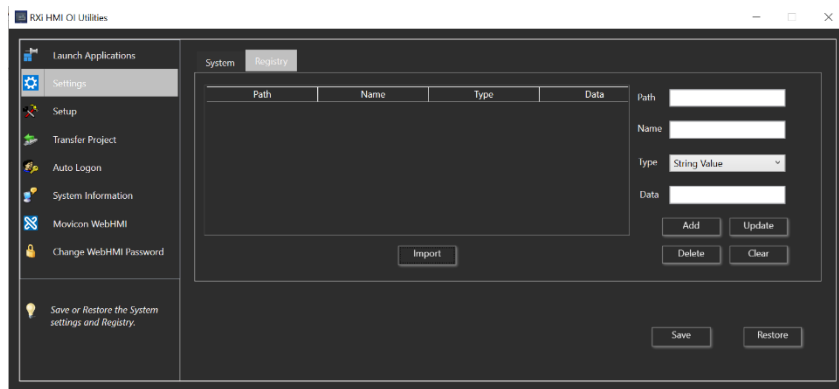 RXi HMI OI Utilities
Launch Applications
Settings
Setup
Transfer Project
Auto Logon
System Information
Movicon WebHMI
Change WebHMI Password
Save or Restore the System
settings and Registry.
System Registry
Path Name Type Data
Import
Path
Name
Type String Value
Data
Add Update
Delete Clear
Save Restore